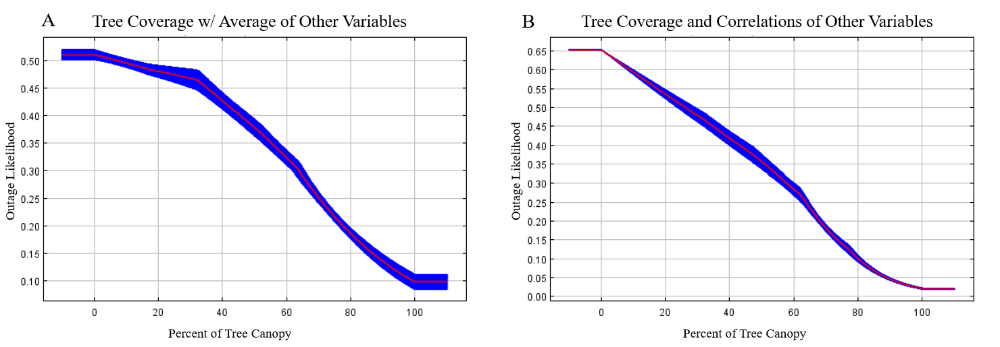 A
Tree Coverage w/ Average of Other Variables
Outage Likelihood
0.50
0.45
0.40
0.35
0.30
0.25
0.20
0.15
0.10
0 20 40 60 80 100
Percent of Tree Canopy
B
Tree Coverage and Correlations of Other Variables
Outage Likelihood
0.65
0.60
0.55
0.50
0.45
0.40
0.35
0.30
0.25
0.20
0.15
0.10
0.05
0.00
0 20 40 60 80 100
Percent of Tree Canopy